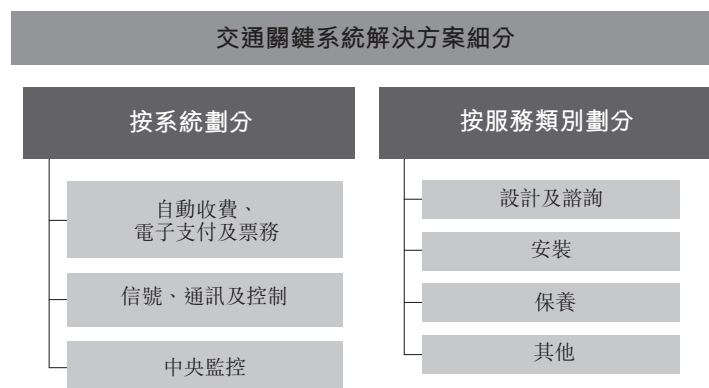 交通關鍵系統解決方案細分
按系統劃分
自動收費、
電子支付及票務
信號、通訊及控制
中央監控
按服務類別劃分
設計及諮詢
安裝
保養
其他